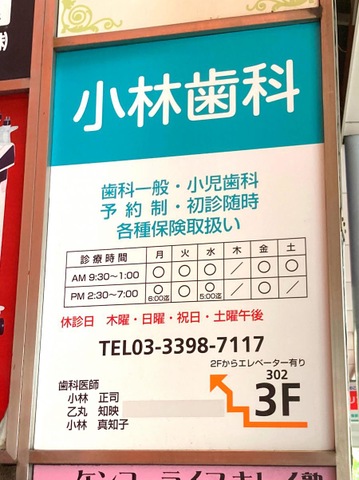 小林歯科
歯科一般・小児歯科
予約制・初診随時
各種保険取扱い
診療時間 月 火 水 木 金 土
AM 9:30〜1:00 ○ ○ ○ / ○ ○
PM 2:30〜7:00 ○ 6:00迄 ○ ○ 5:00迄 / ○ /
休診日 木曜・日曜・祝日・土曜午後
TEL03-3398-7117
2Fからエレベーター有り
302
3F
歯科医師
小林 正司
乙丸 知映
小林 真知子